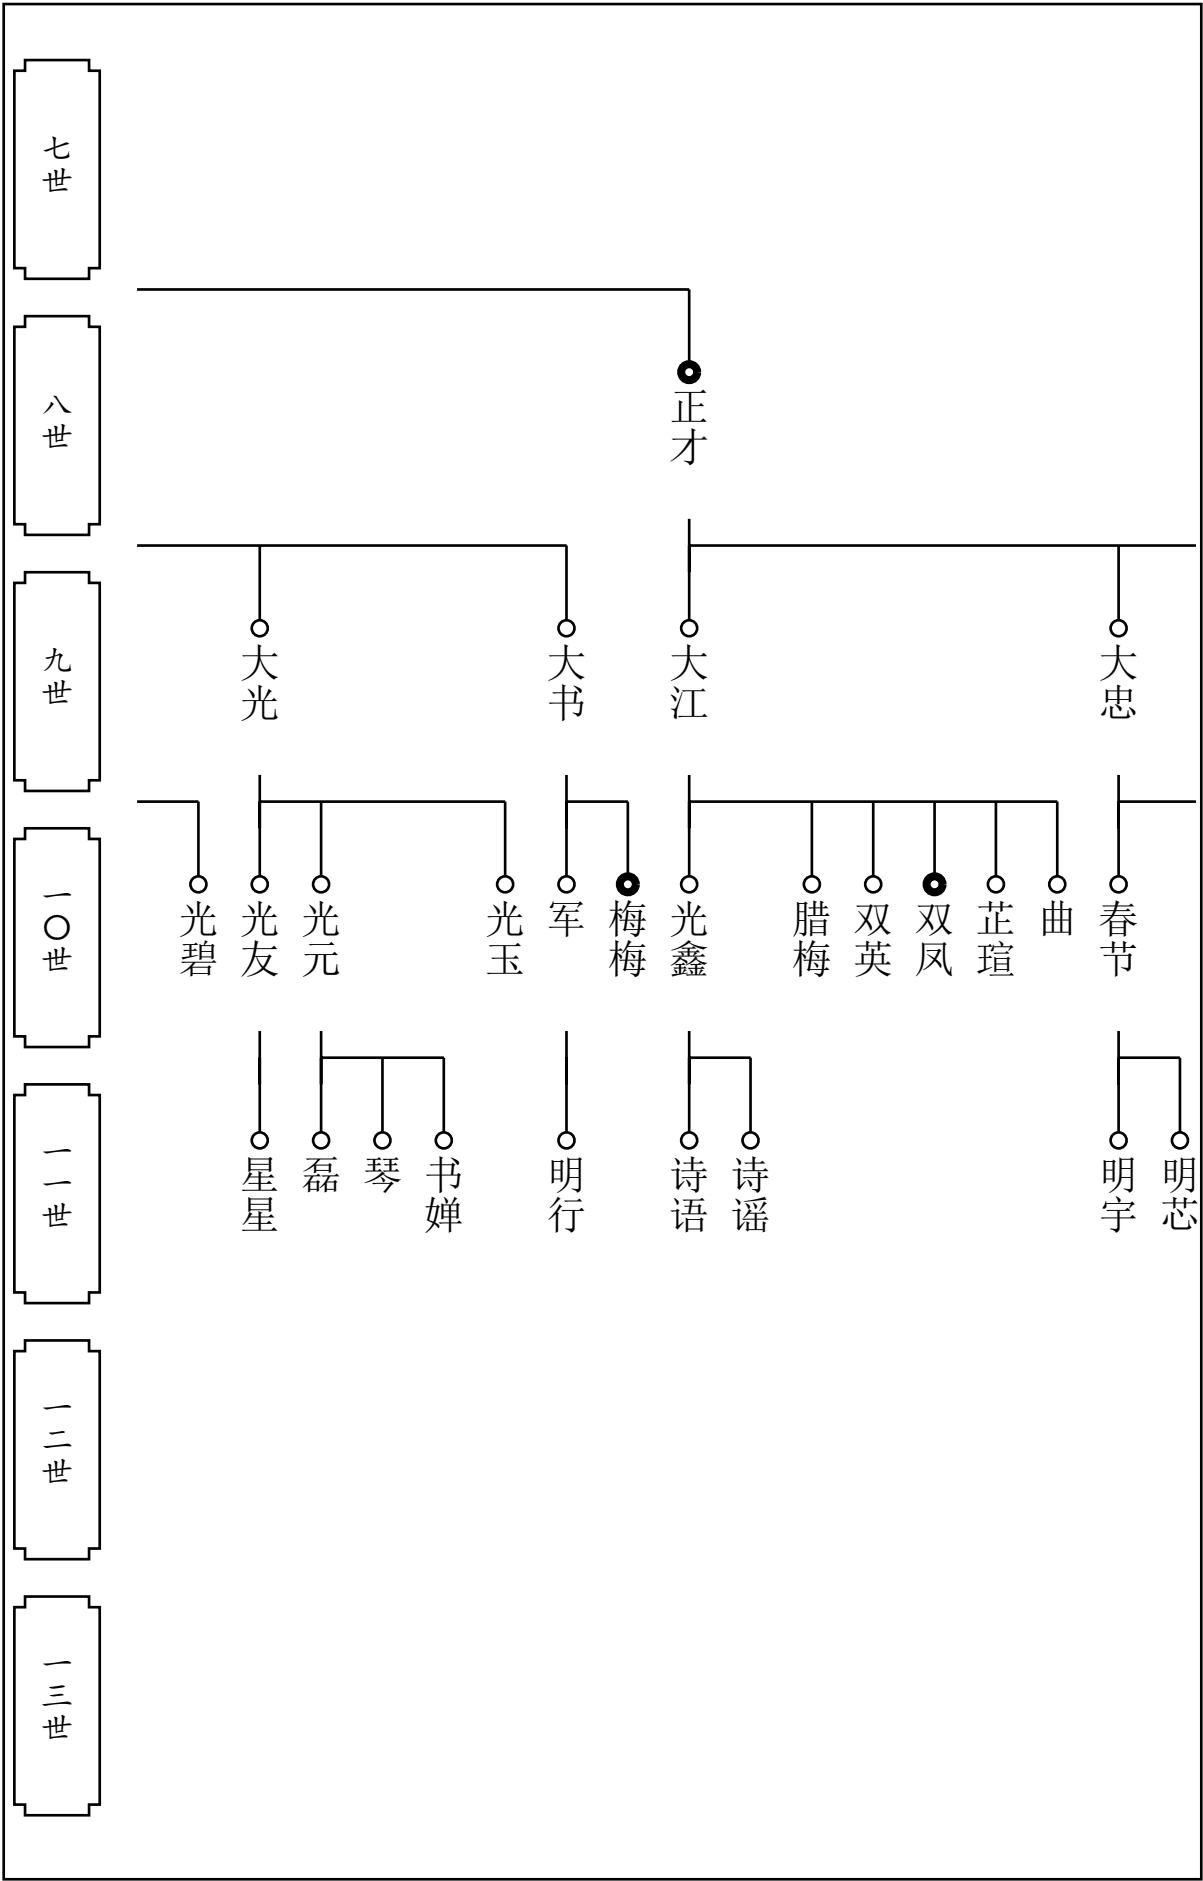 七世
八世
九世
一〇世
一一世
一二世
一三世
正才
大光
大书
大江
大忠
光碧
光友
光元
光玉
军
梅梅
光鑫
腊梅
双英
双凤
芷瑄
曲
春节
星星
磊
琴
书婵
明行
诗语
诗谣
明宇
明芯